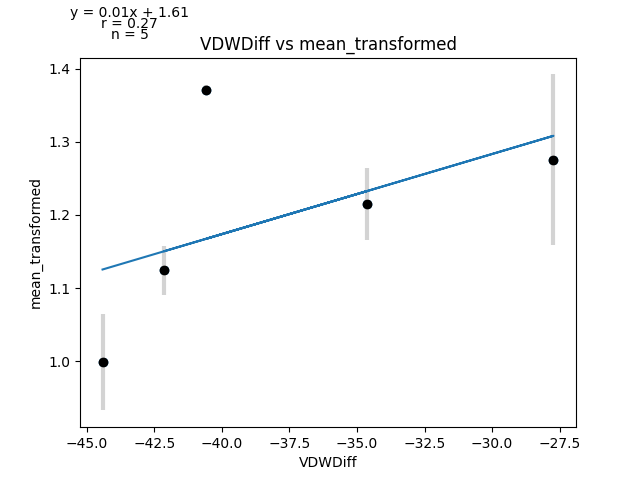 y = 0.01x + 1.61
r = 0.27
n = 5
VDWDiff vs mean_transformed
1.4
1.3
1.2
1.1
1.0
mean_transformed
−45.0 −42.5 −40.0 −37.5 −35.0 −32.5 −30.0 −27.5
VDWDiff